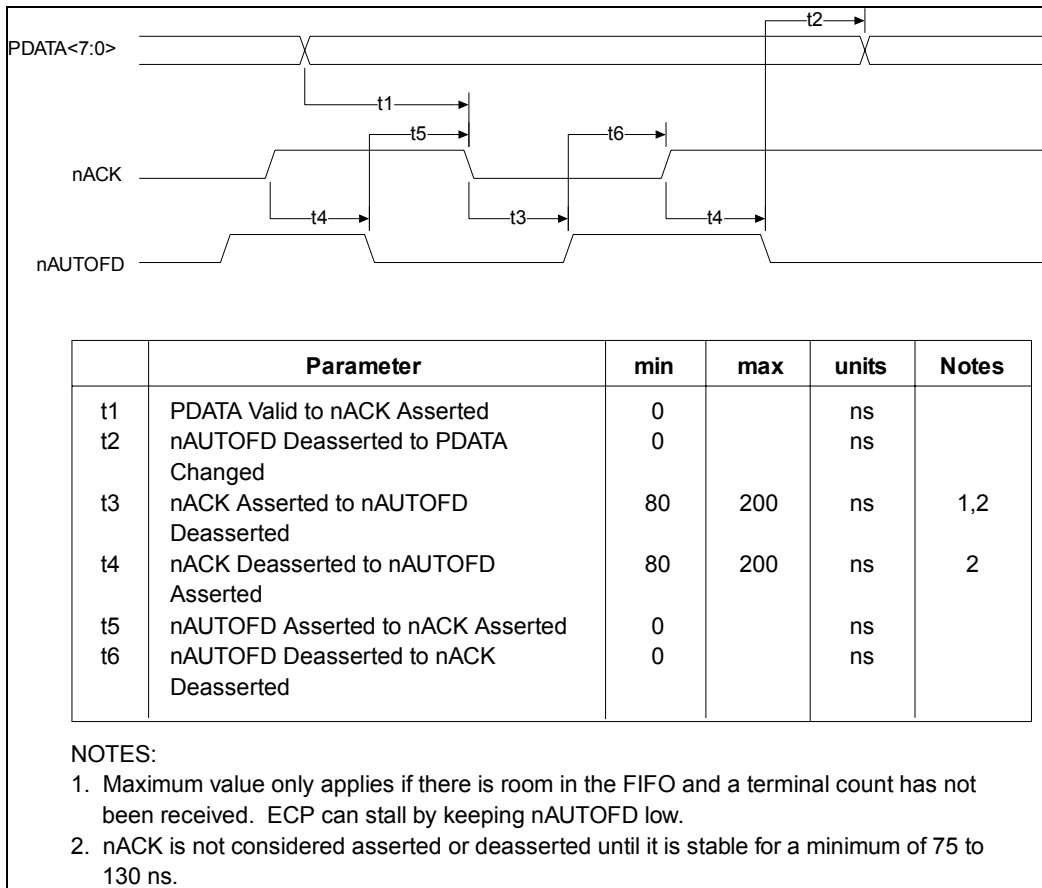 t2
PDATA<7:0>
t1
t5
t6
nACK
t4
t3
t4
nAUTOFD
Parameter min max units Notes
t1 PDATA Valid to nACK Asserted 0 ns
t2 nAUTOFD Deasserted to PDATA 0 ns
Changed
t3 nACK Asserted to nAUTOFD 80 200 ns 1,2
Deasserted
t4 nACK Deasserted to nAUTOFD 80 200 ns 2
Asserted
t5 nAUTOFD Asserted to nACK Asserted 0 ns
t6 nAUTOFD Deasserted to nACK 0 ns
Deasserted
NOTES:
1. Maximum value only applies if there is room in the FIFO and a terminal count has not
been received. ECP can stall by keeping nAUTOFD low.
2. nACK is not considered asserted or deasserted until it is stable for a minimum of 75 to
130 ns.